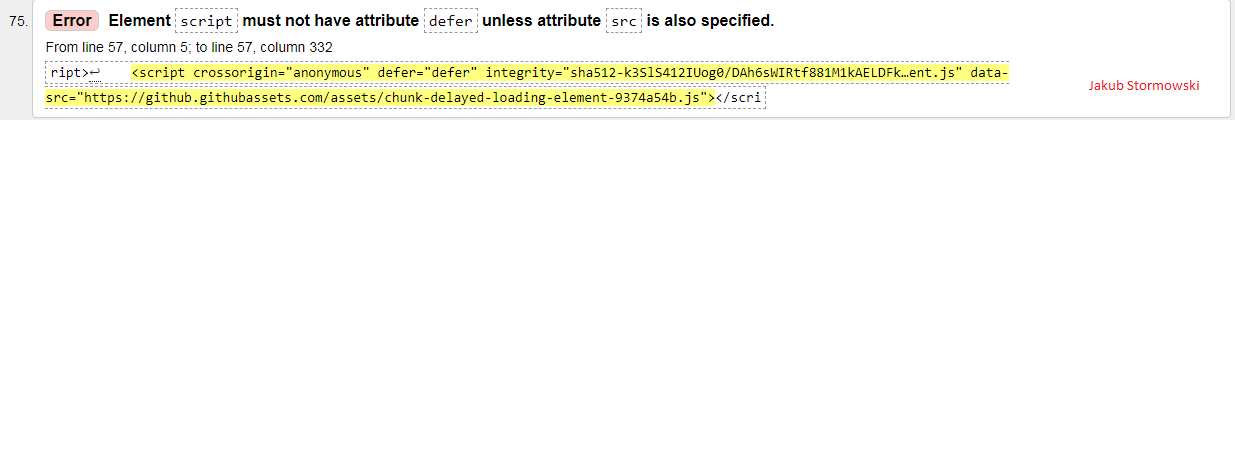 75. Error Element script must not have attribute defer unless attribute src is also specified.
From line 57, column 5; to line 57, column 332
ript>↩ <script crossorigin="anonymous" defer="defer" integrity="sha512-k3SlS412IUog0/DAh6sWIRtf881M1kAELDFk…ent.js" data-
src="https://github.githubassets.com/assets/chunk-delayed-loading-element-9374a54b.js"></scri
Jakub Stormowski